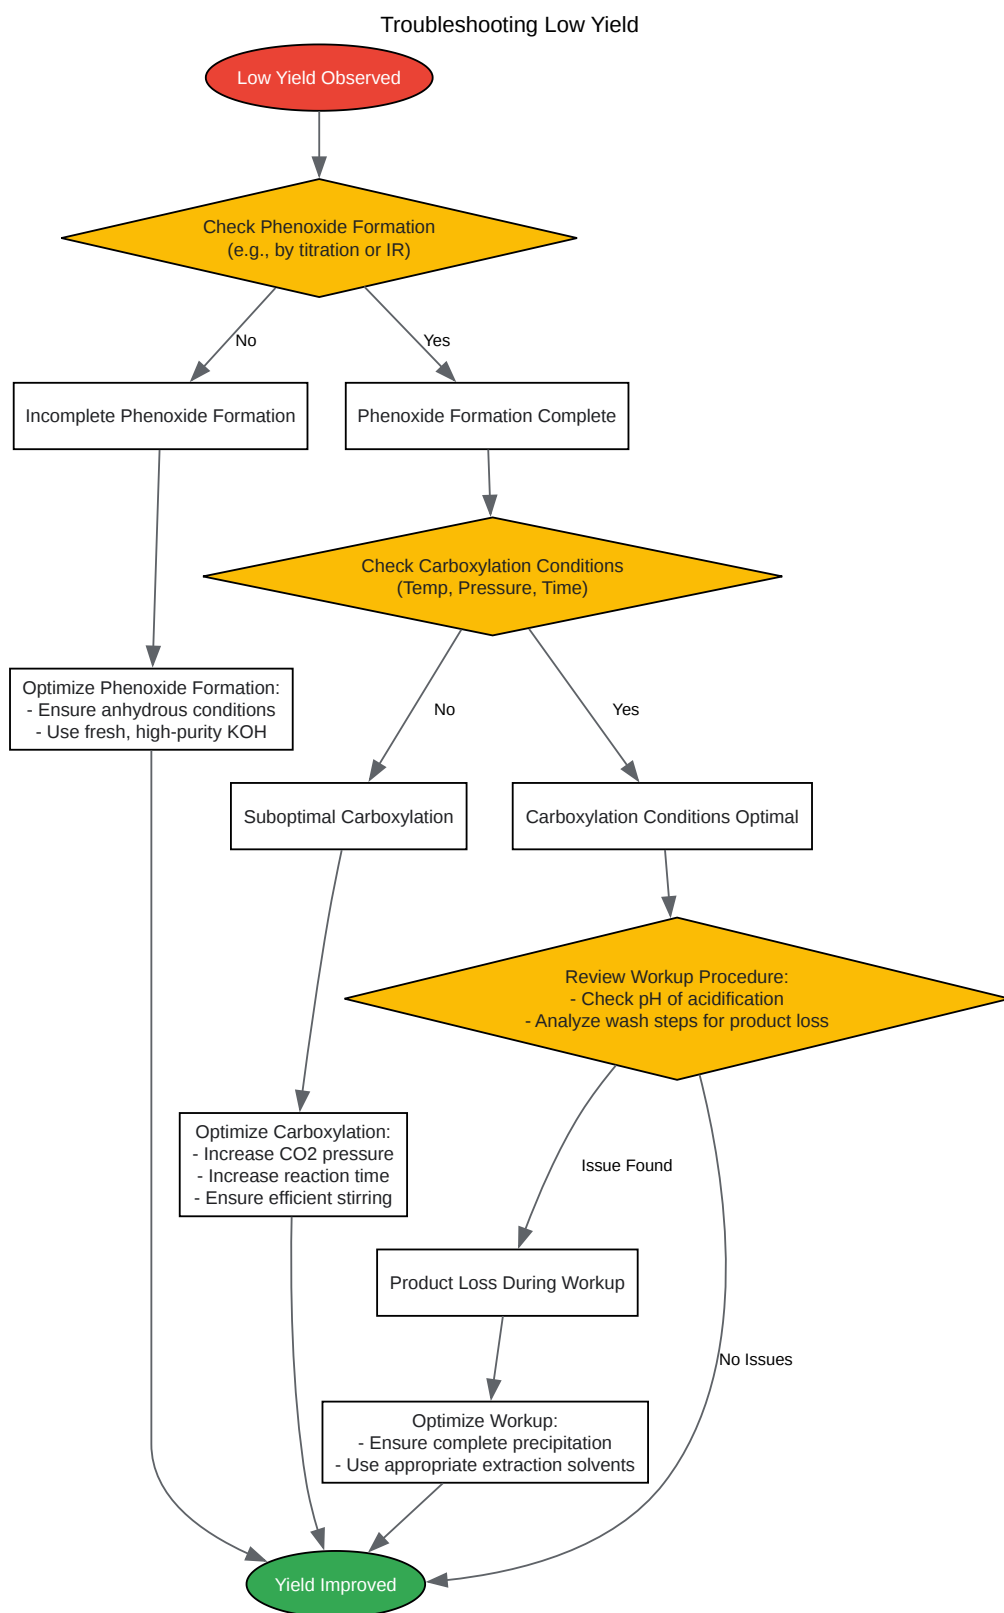 Troubleshooting Low Yield
Low Yield Observed
Check Phenoxide Formation
(e.g., by titration or IR)
No
Yes
Incomplete Phenoxide Formation
Phenoxide Formation Complete
Check Carboxylation Conditions
(Temp, Pressure, Time)
Optimize Phenoxide Formation:
- Ensure anhydrous conditions
- Use fresh, high-purity KOH
No
Yes
Suboptimal Carboxylation
Carboxylation Conditions Optimal
Review Workup Procedure:
- Check pH of acidification
- Analyze wash steps for product loss
Optimize Carboxylation:
- Increase CO2 pressure
- Increase reaction time
- Ensure efficient stirring
Issue Found
Product Loss During Workup
No Issues
Optimize Workup:
- Ensure complete precipitation
- Use appropriate extraction solvents
Yield Improved